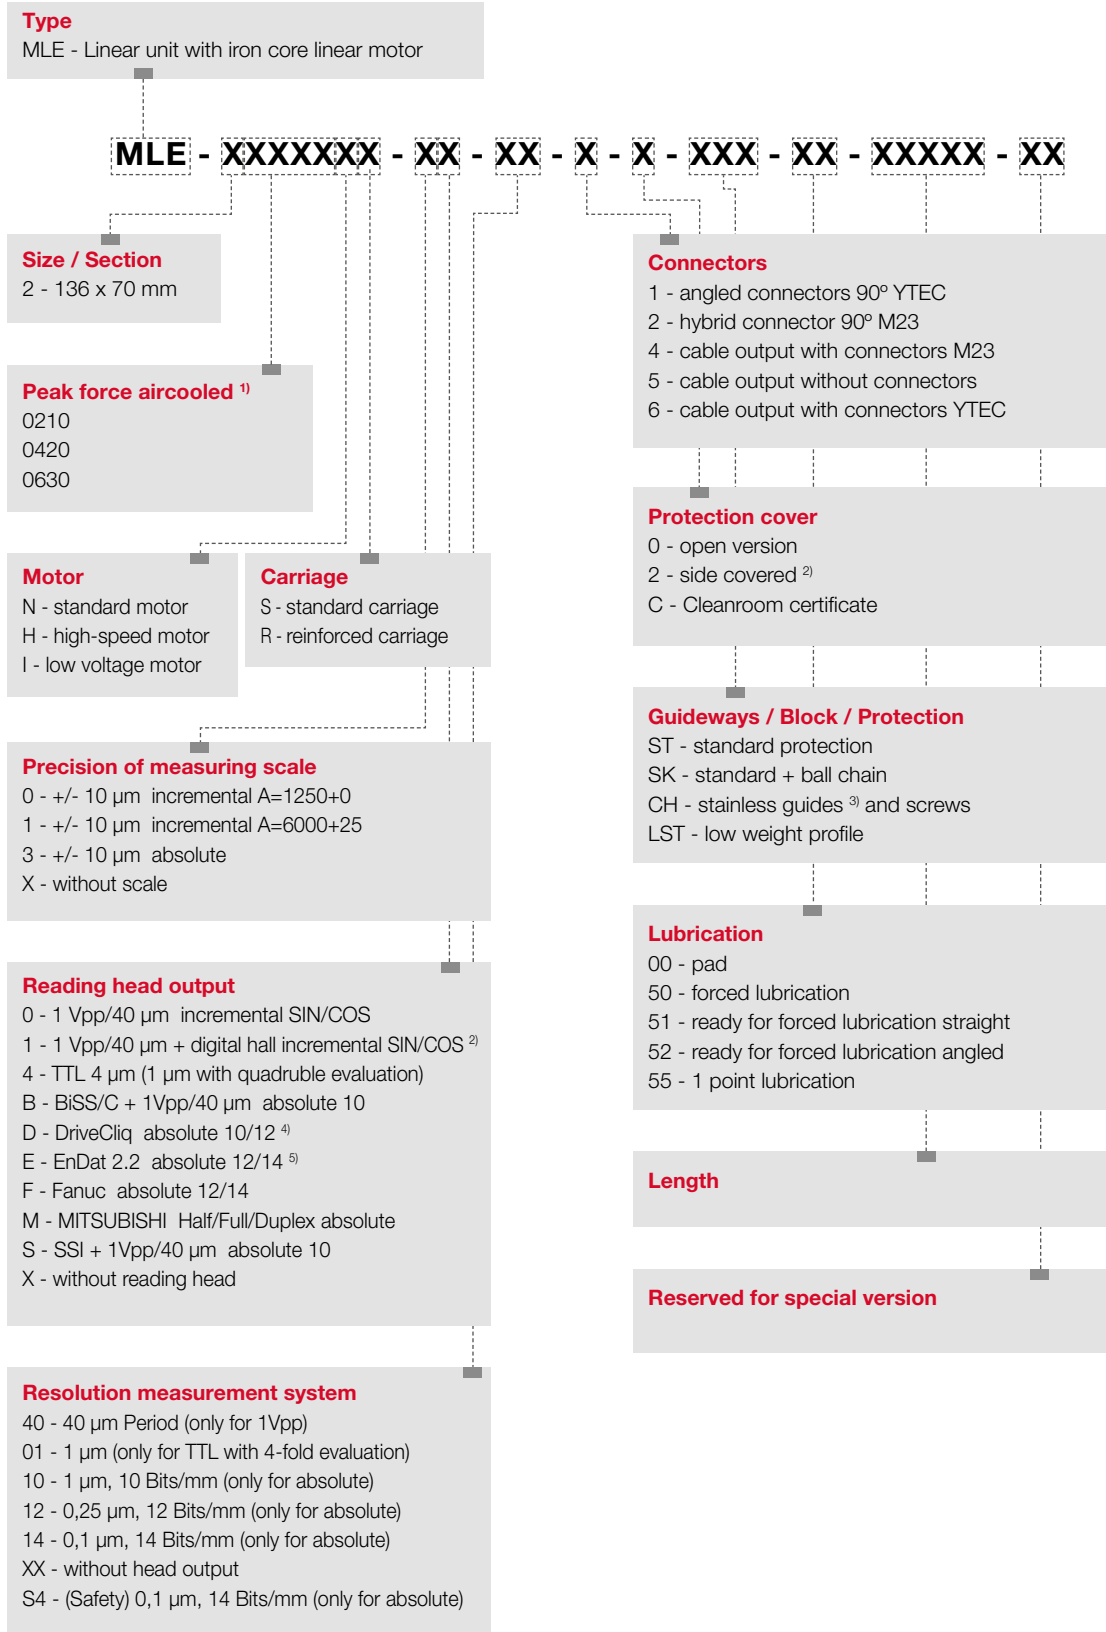 Type
MLE - Linear unit with iron core linear motor
MLE - XXXXXXX - XX - XX - X - X - XXX - XX - XXXXX - XX
Size / Section
2 - 136 x 70 mm
Peak force aircooled 1)
0210
0420
0630
Motor
N - standard motor
H - high-speed motor
I - low voltage motor
Carriage
S - standard carriage
R - reinforced carriage
Precision of measuring scale
0 - +/- 10 µm incremental A=1250+0
1 - +/- 10 µm incremental A=6000+25
3 - +/- 10 µm absolute
X - without scale
Reading head output
0 - 1 Vpp/40 µm incremental SIN/COS
1 - 1 Vpp/40 µm + digital hall incremental SIN/COS 2)
4 - TTL 4 µm (1 µm with quadruble evaluation)
B - BiSS/C + 1Vpp/40 µm absolute 10
D - DriveCliq absolute 10/12 4)
E - EnDat 2.2 absolute 12/14 5)
F - Fanuc absolute 12/14
M - MITSUBISHI Half/Full/Duplex absolute
S - SSI + 1Vpp/40 µm absolute 10
X - without reading head
Resolution measurement system
40 - 40 µm Period (only for 1Vpp)
01 - 1 µm (only for TTL with 4-fold evaluation)
10 - 1 µm, 10 Bits/mm (only for absolute)
12 - 0,25 µm, 12 Bits/mm (only for absolute)
14 - 0,1 µm, 14 Bits/mm (only for absolute)
XX - without head output
S4 - (Safety) 0,1 µm, 14 Bits/mm (only for absolute)
Connectors
1 - angled connectors 90º YTEC
2 - hybrid connector 90º M23
4 - cable output with connectors M23
5 - cable output without connectors
6 - cable output with connectors YTEC
Protection cover
0 - open version
2 - side covered 2)
C - Cleanroom certificate
Guideways / Block / Protection
ST - standard protection
SK - standard + ball chain
CH - stainless guides 3) and screws
LST - low weight profile
Lubrication
00 - pad
50 - forced lubrication
51 - ready for forced lubrication straight
52 - ready for forced lubrication angled
55 - 1 point lubrication
Length
Reserved for special version